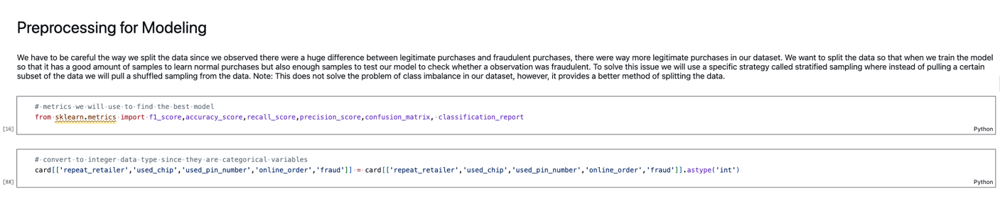 Preprocessing for Modeling
We have to be careful the way we split the data since we observed there were a huge difference between legitimate purchases and fraudulent purchases, there were way more legitimate purchases in our dataset. We want to split the data so that when we train the model
so that it has a good amount of samples to learn normal purchases but also enough samples to test our model to check whether a observation was fraudulent. To solve this issue we will use a specific strategy called stratified sampling where instead of pulling a certain
subset of the data we will pull a shuffled sampling from the data. Note: This does not solve the problem of class imbalance in our dataset, however, it provides a better method of splitting the data.
# metrics we will use to find the best model
from sklearn.metrics import f1_score,accuracy_score,recall_score,precision_score,confusion_matrix, classification_report
[16]
Python
# convert to integer data type since they are categorical variables
card[['repeat_retailer','used_chip','used_pin_number','online_order','fraud']] = card[['repeat_retailer','used_chip','used_pin_number','online_order','fraud']].astype('int')
[88]
Python